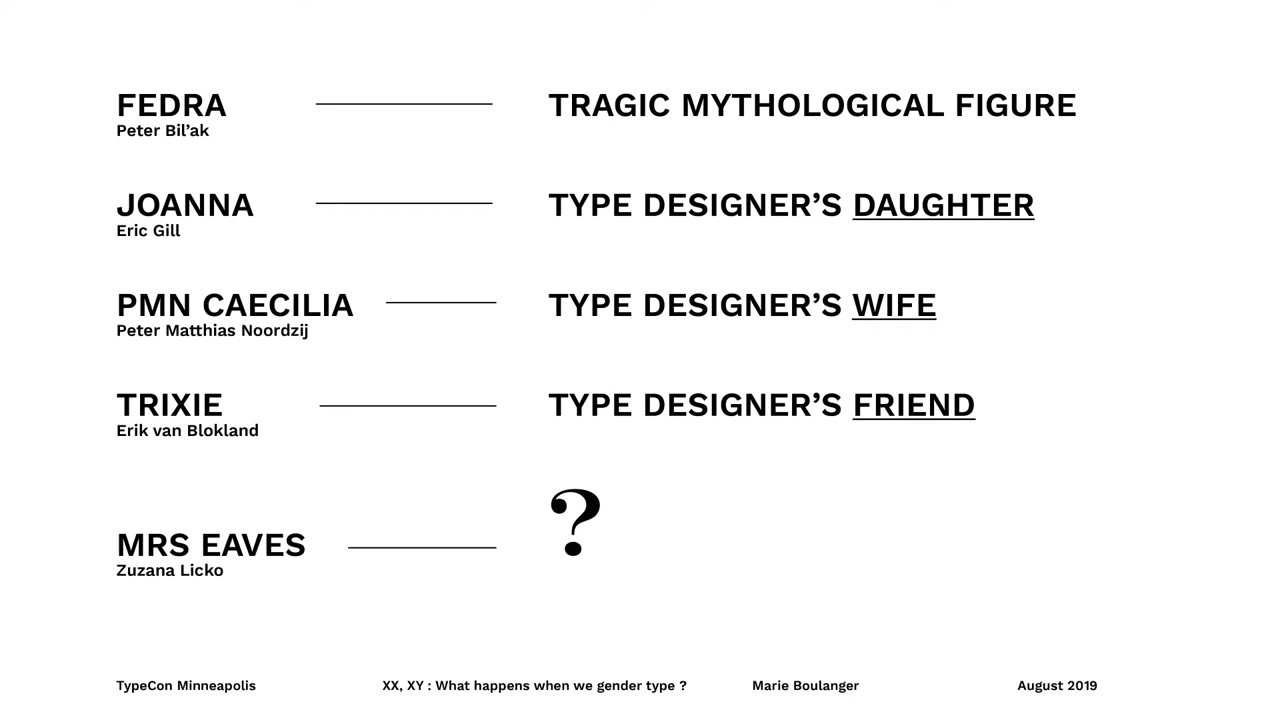 FEDRA
Peter Bil’ak
TRAGIC MYTHOLOGICAL FIGURE
JOANNA
Eric Gill
TYPE DESIGNER’S DAUGHTER
PMN CAECILIA
Peter Matthias Noordzij
TYPE DESIGNER’S WIFE
TRIXIE
Erik van Blokland
TYPE DESIGNER’S FRIEND
MRS EAVES
Zuzana Licko
?
TypeCon Minneapolis
XX, XY : What happens when we gender type ?
Marie Boulanger
August 2019